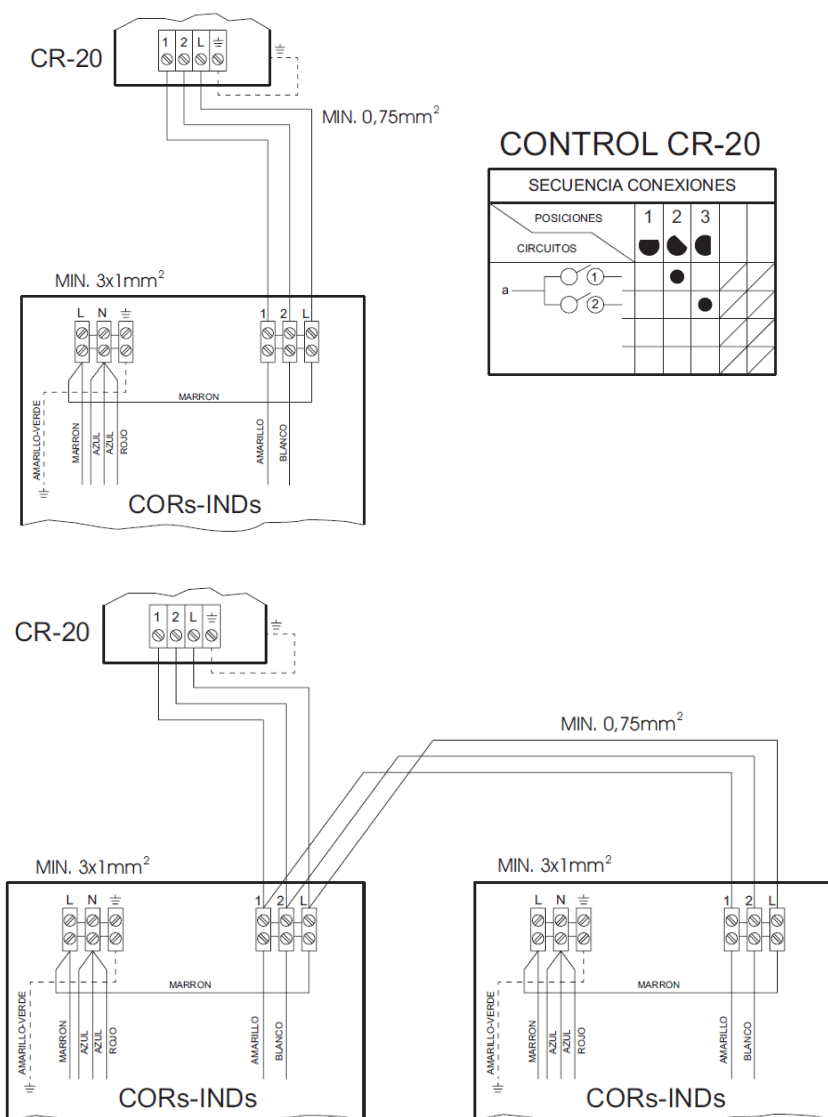 1 2 L
CR-20
MIN. 0,75mm²
CONTROL CR-20
SECUENCIA CONEXIONES
POSICIONES 1 2 3
CIRCUITOS
a
1
2
MIN. 3x1mm²
L N
1 2 L
MARRON
AMARILLO-VERDE
MARRON
AZUL
AZUL
ROJO
AMARILLO
BLANCO
CORs-INDs
1 2 L
CR-20
MIN. 0,75mm²
MIN. 3x1mm²
L N
1 2 L
MARRON
AMARILLO-VERDE
MARRON
AZUL
AZUL
ROJO
AMARILLO
BLANCO
CORs-INDs
MIN. 3x1mm²
L N
1 2 L
MARRON
AMARILLO-VERDE
MARRON
AZUL
AZUL
ROJO
AMARILLO
BLANCO
CORs-INDs